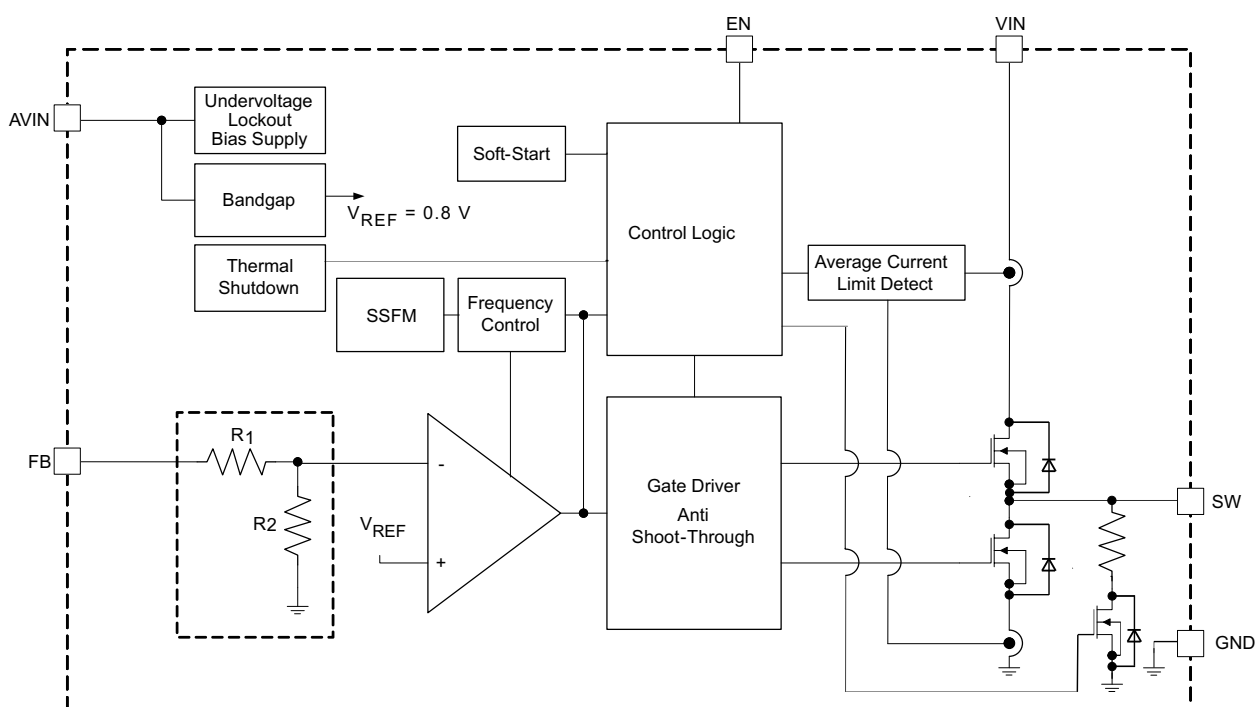 EN
VIN
AVIN
Undervoltage
Lockout
Bias Supply
Soft-Start
Bandgap
VREF = 0.8 V
Control Logic
Thermal
Shutdown
Average Current
Limit Detect
SSFM
Frequency
Control
R1
FB
-
R2
VREF
+
Gate Driver
Anti
Shoot-Through
SW
GND